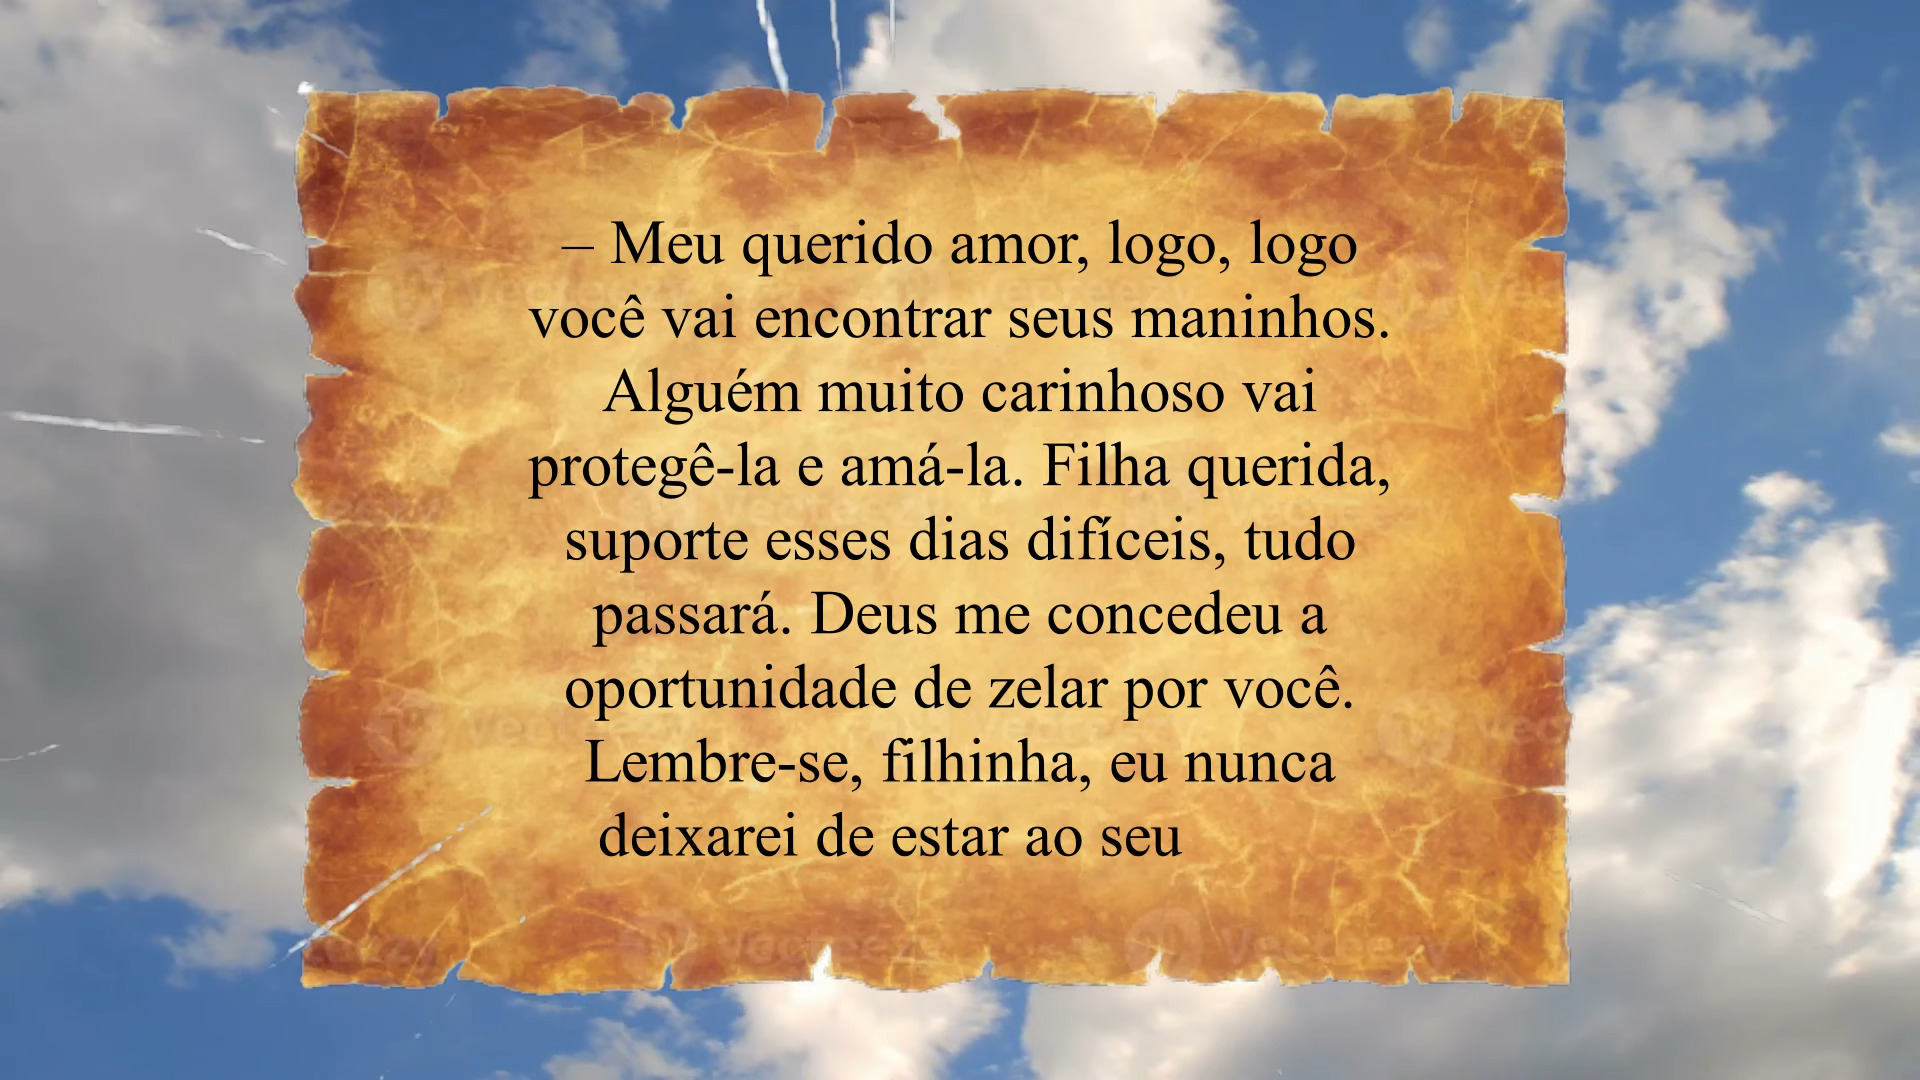 – Meu querido amor, logo, logo
você vai encontrar seus maninhos.
Alguém muito carinhoso vai
protegê-la e amá-la. Filha querida,
suporte esses dias difíceis, tudo
passará. Deus me concedeu a
oportunidade de zelar por você.
Lembre-se, filhinha, eu nunca
deixarei de estar ao seu